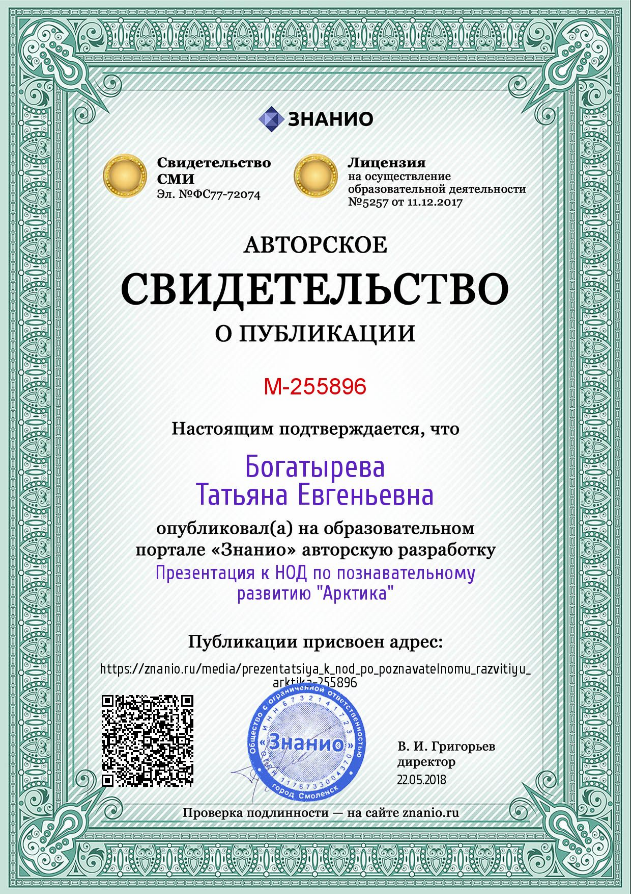 ЗНАНИО
Свидетельство
СМИ
Эл. №ФС77-72074
Лицензия
на осуществление
образовательной деятельности
№5257 от 11.12.2017
АВТОРСКОЕ
СВИДЕТЕЛЬСТВО
О ПУБЛИКАЦИИ
М-255896
Настоящим подтверждается, что
Богатырева
Татьяна Евгеньевна
опубликовал(а) на образовательном
портале «Знанио» авторскую разработку
Презентация к НОД по познавательному
развитию "Арктика"
Публикации присвоен адрес:
https://znanio.ru/media/prezentatsiya_k_nod_po_poznavatelnomu_razvitiyu_
arktika-255896
Общество с ограниченной ответственностью
«Знанио»
город Смоленск
В. И. Григорьев
директор
22.05.2018
Проверка подлинности — на сайте znanio.ru